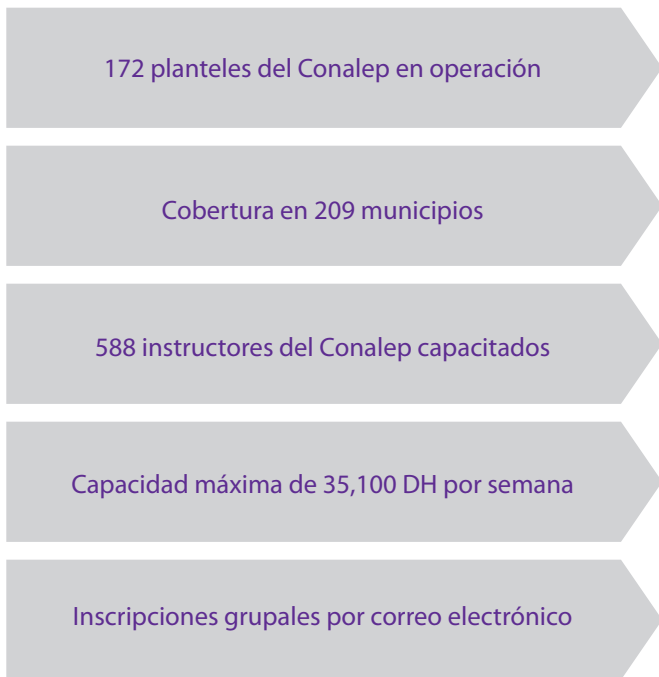 172 planteles del Conalep en operación
Cobertura en 209 municipios
588 instructores del Conalep capacitados
Capacidad máxima de 35,100 DH por semana
Inscripciones grupales por correo electrónico